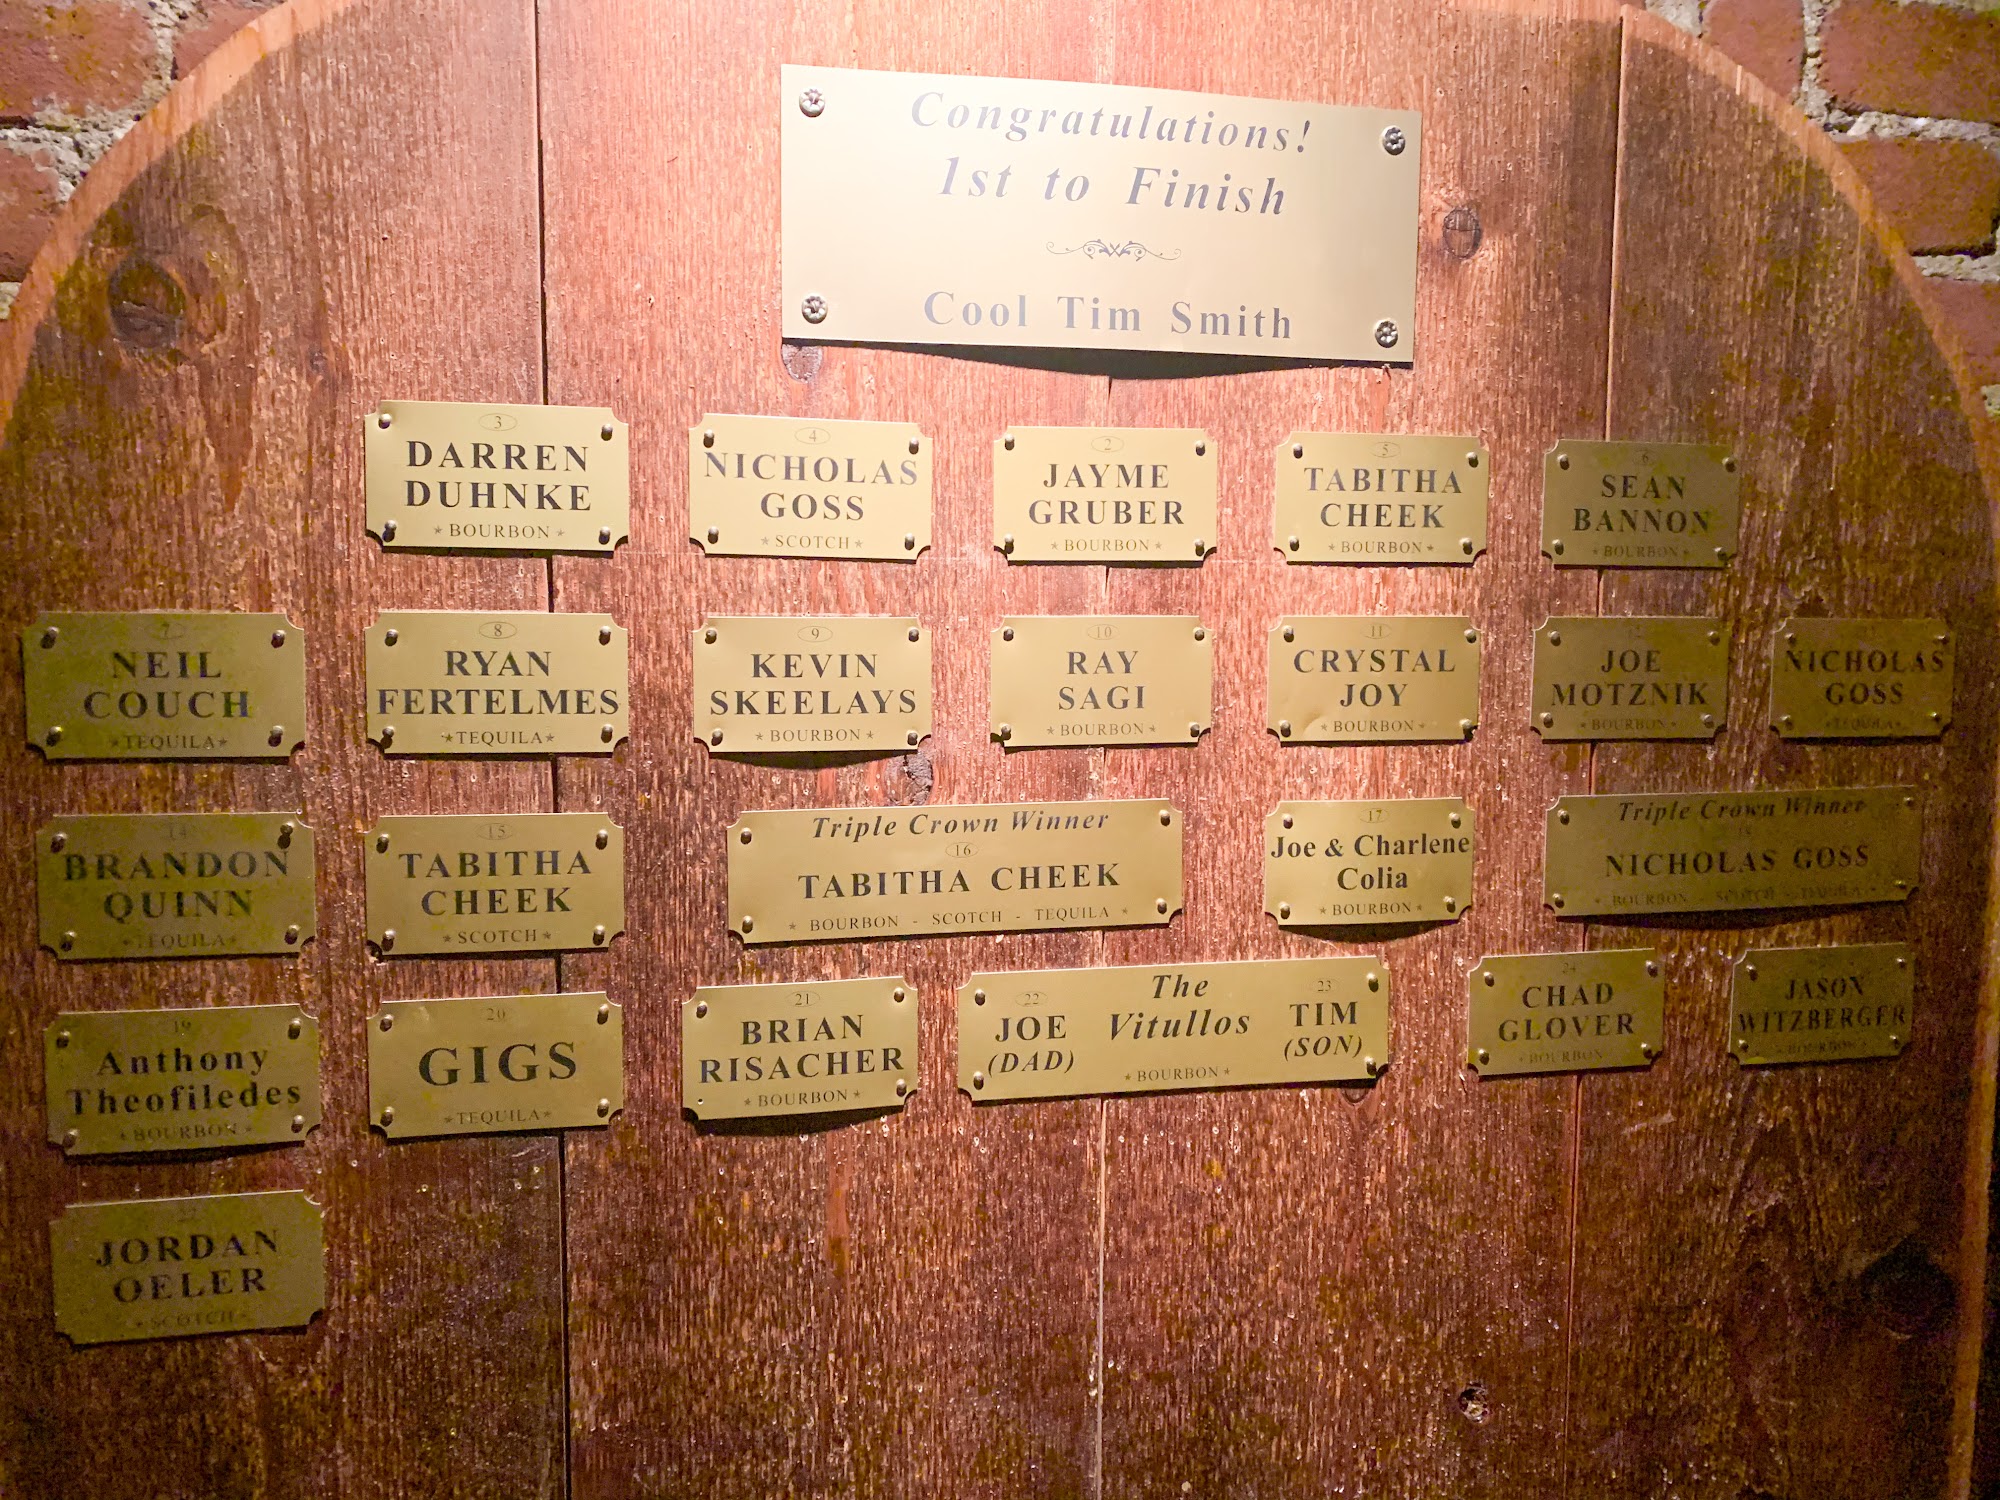 Congratulations!
1st to Finish
Cool Tim Smith
3
DARREN
DUHNKE
★ BOURBON ★
4
NICHOLAS
GOSS
★ SCOTCH ★
2
JAYME
GRUBER
★ BOURBON ★
5
TABITHA
CHEEK
★ BOURBON ★
6
SEAN
BANNON
★ BOURBON ★
7
NEIL
COUCH
★ TEQUILA ★
8
RYAN
FERTELMES
★ TEQUILA ★
9
KEVIN
SKEELAYS
★ BOURBON ★
10
RAY
SAGI
★ BOURBON ★
11
CRYSTAL
JOY
★ BOURBON ★
12
JOE
MOTZNIK
★ BOURBON ★
NICHOLAS
GOSS
★ TEQUILA ★
14
BRANDON
QUINN
★ TEQUILA ★
15
TABITHA
CHEEK
★ SCOTCH ★
Triple Crown Winner
16
TABITHA CHEEK
★ BOURBON - SCOTCH - TEQUILA ★
17
Joe & Charlene
Colia
★ BOURBON ★
Triple Crown Winner
NICHOLAS GOSS
★ BOURBON - SCOTCH - TEQUILA ★
19
Anthony
Theofiledes
★ BOURBON ★
20
GIGS
★ TEQUILA ★
21
BRIAN
RISACHER
★ BOURBON ★
22
JOE
(DAD)
The
Vitullos
23
TIM
(SON)
★ BOURBON ★
24
CHAD
GLOVER
★ BOURBON ★
JASON
WITZBERGER
★ BOURBON ★
JORDAN
OELER
★ SCOTCH ★